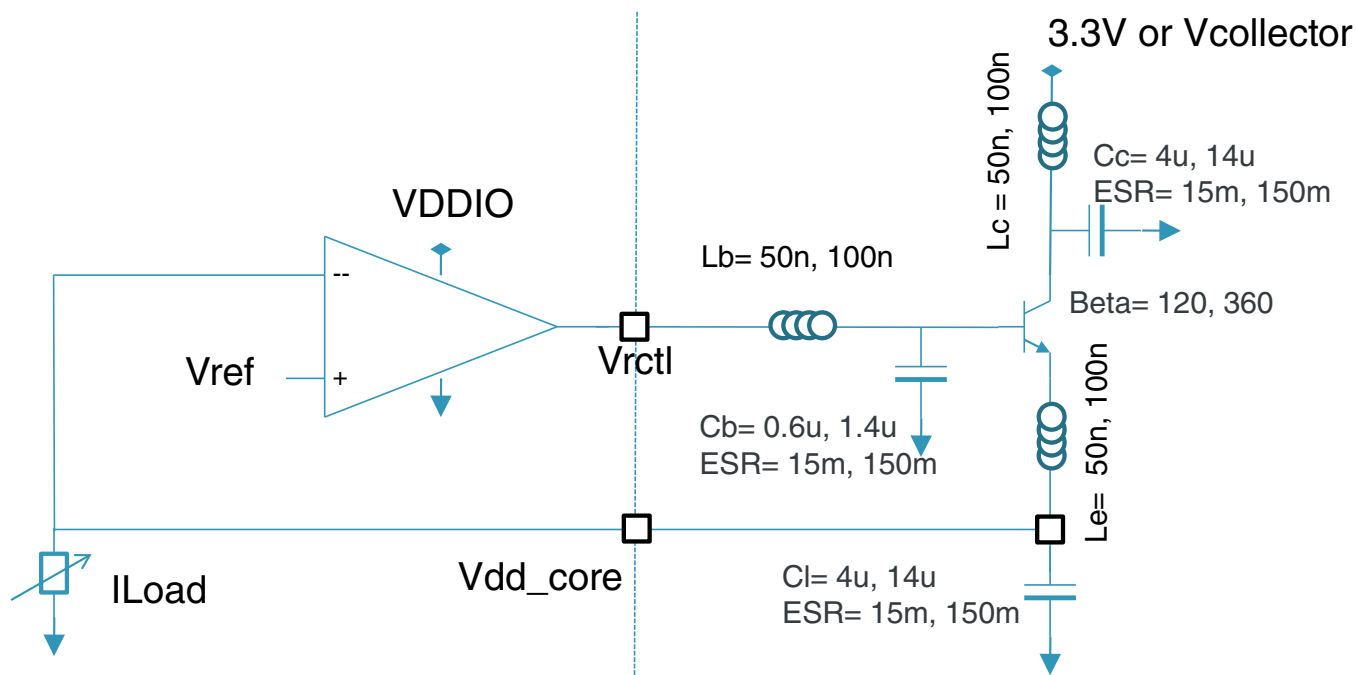 3.3V or Vcollector
Lc = 50n, 100n
Cc= 4u, 14u
ESR= 15m, 150m
VDDIO
Lb= 50n, 100n
--
Beta= 120, 360
Vref
+
Vrctl
Cb= 0.6u, 1.4u
ESR= 15m, 150m
Le= 50n, 100n
Vdd_core
ILoad
Cl= 4u, 14u
ESR= 15m, 150m